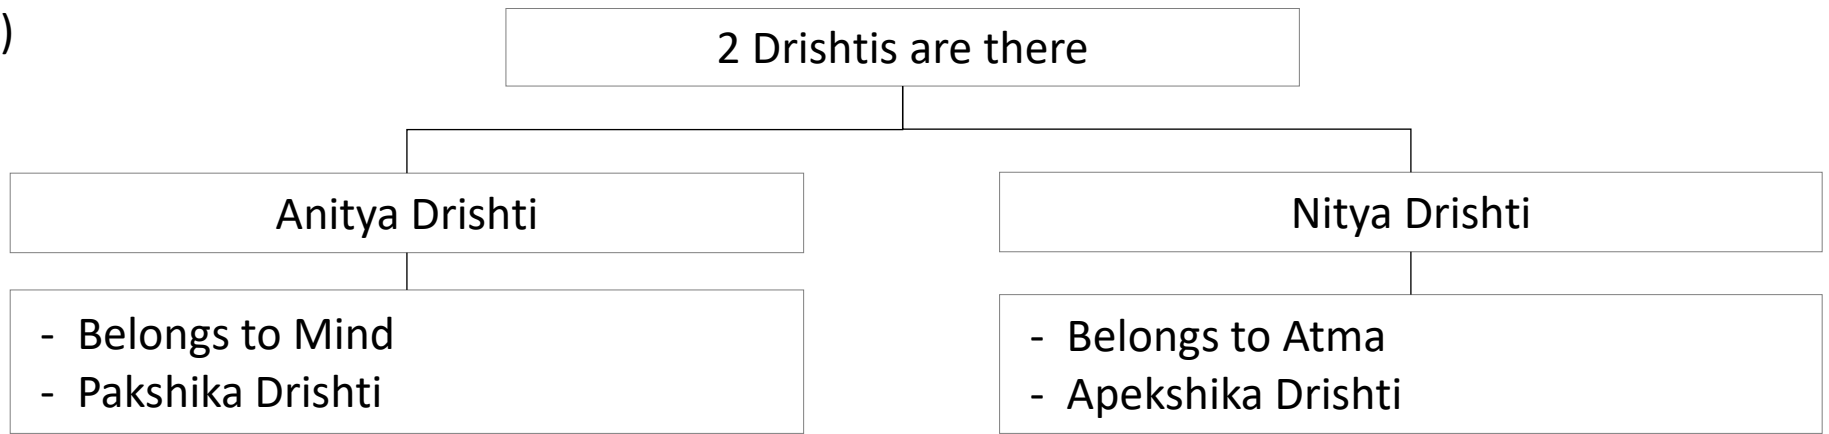 )
2 Drishtis are there
Anitya Drishti
Nitya Drishti
- Belongs to Mind
- Pakshika Drishti
- Belongs to Atma
- Apekshika Drishti